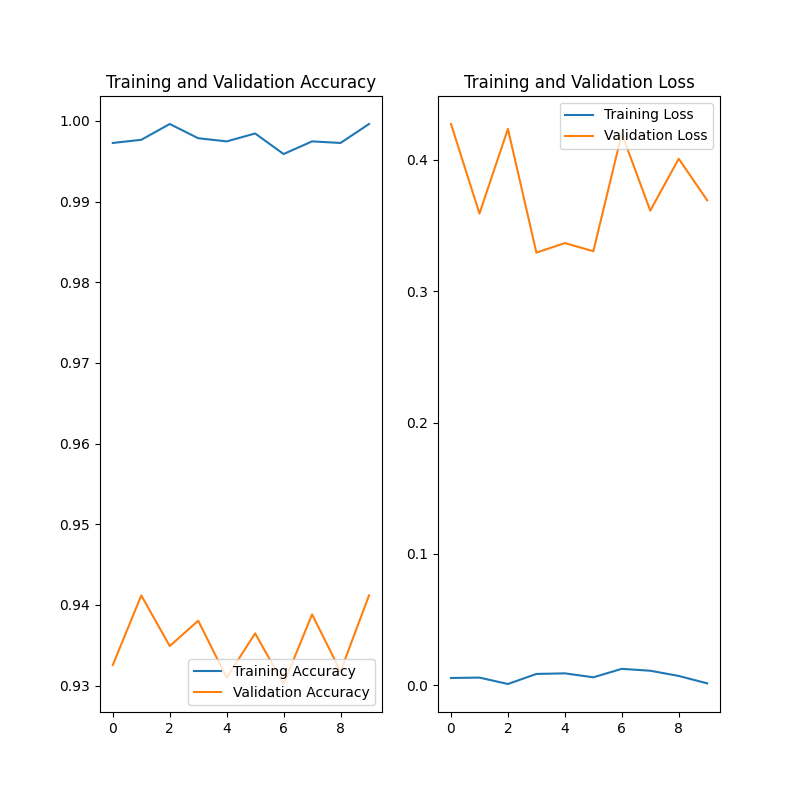 Training and Validation Accuracy
1.00
0.99
0.98
0.97
0.96
0.95
0.94
0.93
0 2 4 6 8
Training Accuracy
Validation Accuracy
Training and Validation Loss
0.4
0.3
0.2
0.1
0.0
0 2 4 6 8
Training Loss
Validation Loss